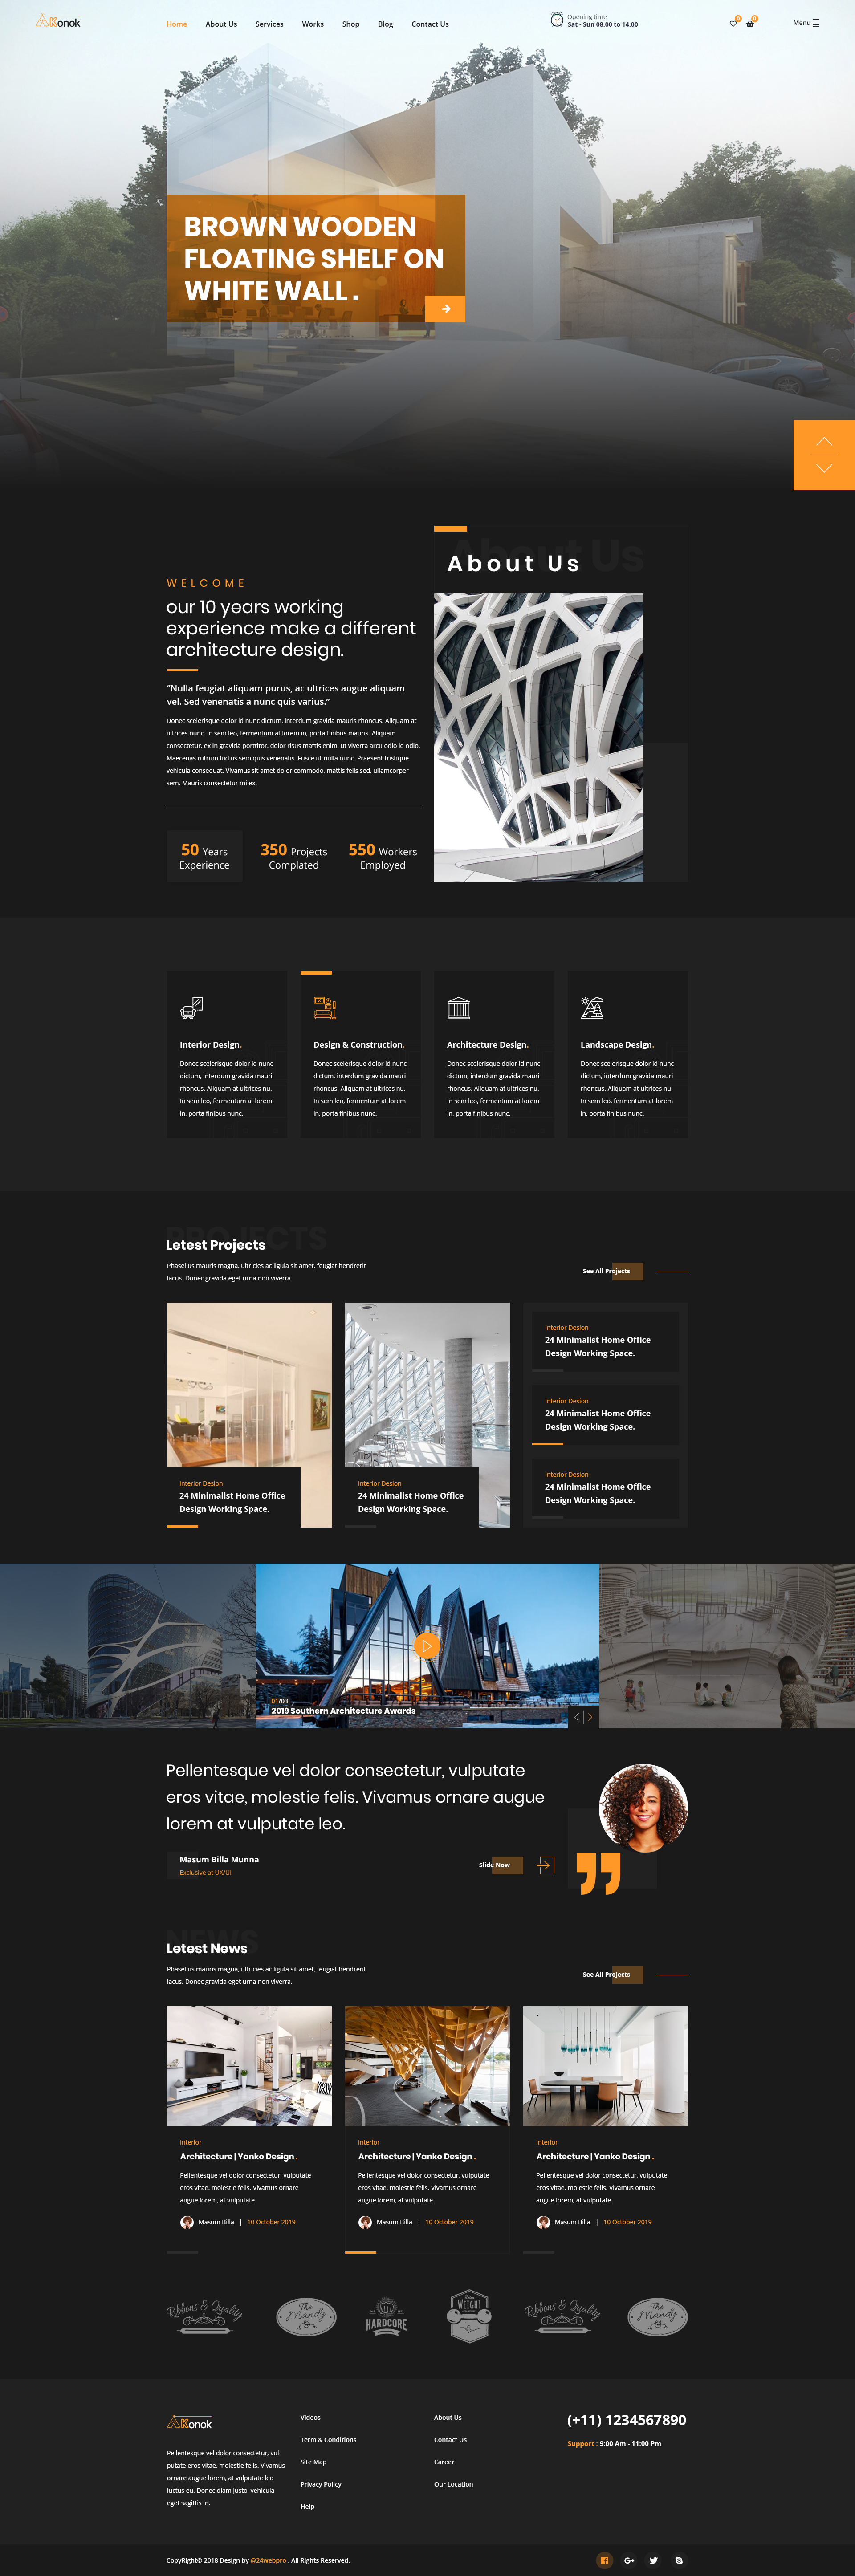 AKonok
Home About Us Services Works Shop Blog Contact Us
Opening time
Sat - Sun 08.00 to 14.00
0 0
Menu
BROWN WOODEN
FLOATING SHELF ON
WHITE WALL .
About Us
About Us
WELCOME
our 10 years working
experience make a different
architecture design.
"Nulla feugiat aliquam purus, ac ultrices augue aliquam
vel. Sed venenatis a nunc quis varius."
Donec scelerisque dolor id nunc dictum, interdum gravida mauris rhoncus. Aliquam at
ultrices nunc. In sem leo, fermentum at lorem in, porta finibus mauris. Aliquam
consectetur, ex in gravida porttitor, dolor risus mattis enim, ut viverra arcu odio id odio.
Maecenas rutrum luctus sem quis venenatis. Fusce ut nulla nunc. Praesent tristique
vehicula consequat. Vivamus sit amet dolor commodo, mattis felis sed, ullamcorper
sem. Mauris consectetur mi ex.
50 Years
Experience
350 Projects
Complated
550 Workers
Employed
Interior Design.
Donec scelerisque dolor id nunc
dictum, interdum gravida mauri
rhoncus. Aliquam at ultrices nu.
In sem leo, fermentum at lorem
in, porta finibus nunc.
Design & Construction.
Donec scelerisque dolor id nunc
dictum, interdum gravida mauri
rhoncus. Aliquam at ultrices nu.
In sem leo, fermentum at lorem
in, porta finibus nunc.
Architecture Design.
Donec scelerisque dolor id nunc
dictum, interdum gravida mauri
rhoncus. Aliquam at ultrices nu.
In sem leo, fermentum at lorem
in, porta finibus nunc.
Landscape Design.
Donec scelerisque dolor id nunc
dictum, interdum gravida mauri
rhoncus. Aliquam at ultrices nu.
In sem leo, fermentum at lorem
in, porta finibus nunc.
PROJECTS
Letest Projects
Phasellus mauris magna, ultricies ac ligula sit amet, feugiat hendrerit
lacus. Donec gravida eget urna non viverra.
See All Projects
Interior Desion
24 Minimalist Home Office
Design Working Space.
Interior Desion
24 Minimalist Home Office
Design Working Space.
Interior Desion
24 Minimalist Home Office
Design Working Space.
Interior Desion
24 Minimalist Home Office
Design Working Space.
Interior Desion
24 Minimalist Home Office
Design Working Space.
01/03
2019 Southern Architecture Awards
Pellentesque vel dolor consectetur, vulputate
eros vitae, molestie felis. Vivamus ornare augue
lorem at vulputate leo.
Masum Billa Munna
Exclusive at UX/UI
Slide Now
NEWS
Letest News
Phasellus mauris magna, ultricies ac ligula sit amet, feugiat hendrerit
lacus. Donec gravida eget urna non viverra.
See All Projects
Interior
Architecture | Yanko Design .
Pellentesque vel dolor consectetur, vulputate
eros vitae, molestie felis. Vivamus ornare
augue lorem, at vulputate.
Masum Billa | 10 October 2019
Interior
Architecture | Yanko Design .
Pellentesque vel dolor consectetur, vulputate
eros vitae, molestie felis. Vivamus ornare
augue lorem, at vulputate.
Masum Billa | 10 October 2019
Interior
Architecture | Yanko Design .
Pellentesque vel dolor consectetur, vulputate
eros vitae, molestie felis. Vivamus ornare
augue lorem, at vulputate.
Masum Billa | 10 October 2019
Ribbons & Quality
The Mandy
HARDCORE
WEIGHT
Ribbons & Quality
The Mandy
AKonok
Pellentesque vel dolor consectetur, vul-
putate eros vitae, molestie felis. Vivamus
ornare augue lorem, at vulputate leo
luctus eu. Donec diam justo, vehicula
eget sagittis in.
Videos
Term & Conditions
Site Map
Privacy Policy
Help
About Us
Contact Us
Career
Our Location
(+11) 1234567890
Support : 9:00 Am - 11:00 Pm
CopyRight© 2018 Design by @24webpro . All Rights Reserved.